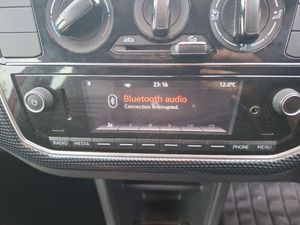 23:16
12.0°C
Bluetooth audio
Connection interrupted.
RADIO
MEDIA
PHONE
MENU